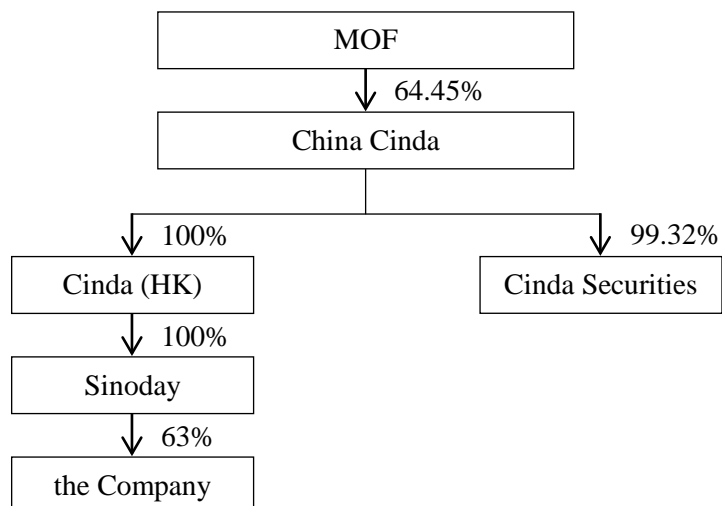 MOF
64.45%
China Cinda
100%
99.32%
Cinda (HK)
Cinda Securities
100%
Sinoday
63%
the Company